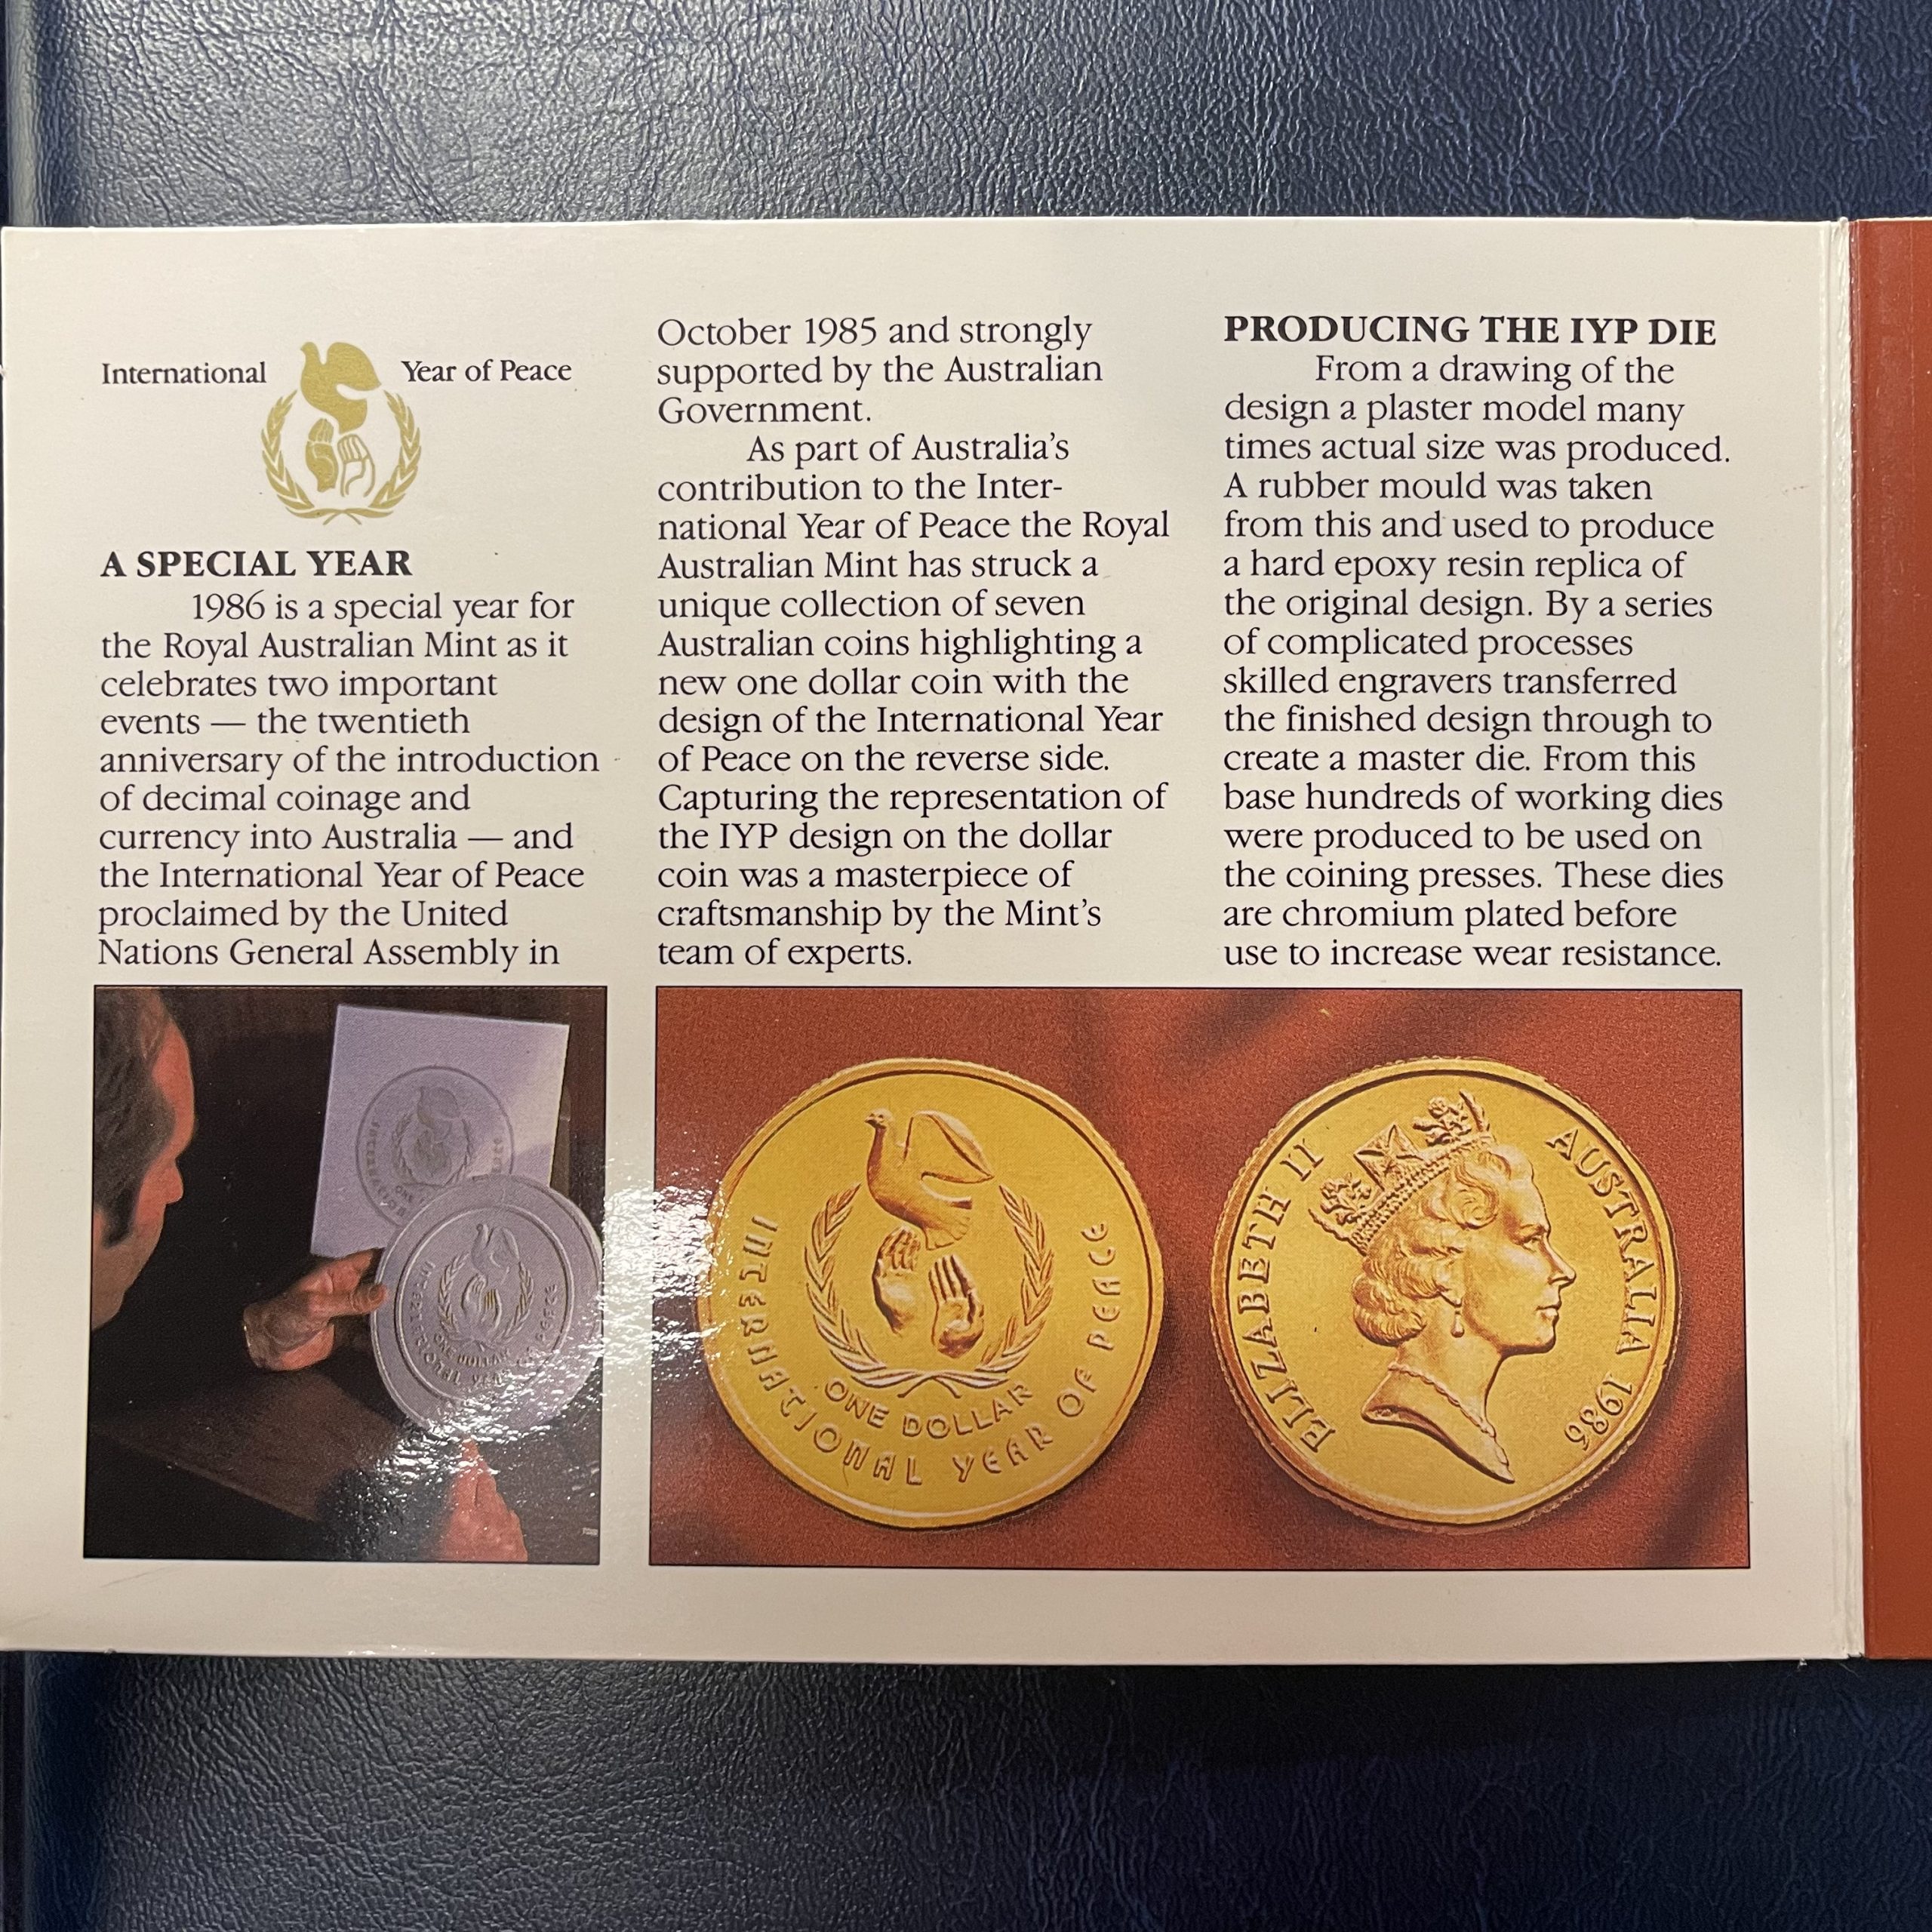 International Year of Peace
A SPECIAL YEAR
1986 is a special year for
the Royal Australian Mint as it
celebrates two important
events — the twentieth
anniversary of the introduction
of decimal coinage and
currency into Australia — and
the International Year of Peace
proclaimed by the United
Nations General Assembly in
October 1985 and strongly
supported by the Australian
Government.
As part of Australia's
contribution to the Inter-
national Year of Peace the Royal
Australian Mint has struck a
unique collection of seven
Australian coins highlighting a
new one dollar coin with the
design of the International Year
of Peace on the reverse side.
Capturing the representation of
the IYP design on the dollar
coin was a masterpiece of
craftsmanship by the Mint's
team of experts.
PRODUCING THE IYP DIE
From a drawing of the
design a plaster model many
times actual size was produced.
A rubber mould was taken
from this and used to produce
a hard epoxy resin replica of
the original design. By a series
of complicated processes
skilled engravers transferred
the finished design through to
create a master die. From this
base hundreds of working dies
were produced to be used on
the coining presses. These dies
are chromium plated before
use to increase wear resistance.
ONE DOLLAR
INTERNATIONAL YEAR OF PEACE
ONE DOLLAR
INTERNATIONAL YEAR OF PEACE
ELIZABETH II AUSTRALIA 1986